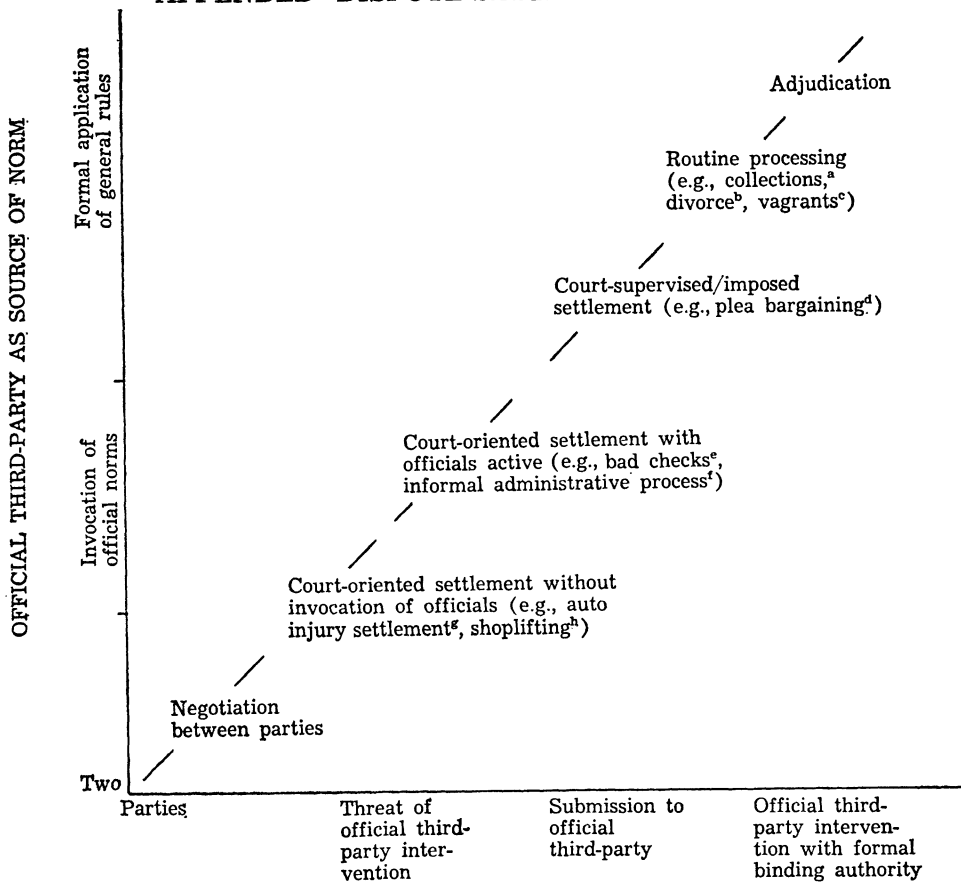 OFFICIAL THIRD-PARTY AS SOURCE OF NORM
Formal application
of general rules
Invocation of
official norms
Adjudication
Routine processing
(e.g., collections,ᵃ
divorceᵇ, vagrantsᶜ)
Court-supervised/imposed
settlement (e.g., plea bargainingᵈ)
Court-oriented settlement with
officials active (e.g., bad checksᵉ,
informal administrative processᶠ)
Court-oriented settlement without
invocation of officials (e.g., auto
injury settlementᵍ, shopliftingʰ)
Negotiation
between parties
Two
Parties
Threat of
official third-
party inter-
vention
Submission to
official
third-party
Official third-
party interven-
tion with formal
binding authority